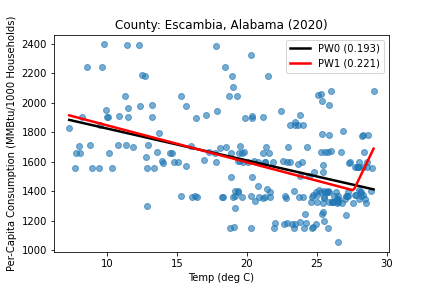 County: Escambia, Alabama (2020)
Per-Capita Consumption (MMBtu/1000 Households)
2400
2200
2000
1800
1600
1400
1200
1000
PW0 (0.193)
PW1 (0.221)
10 15 20 25 30
Temp (deg C)